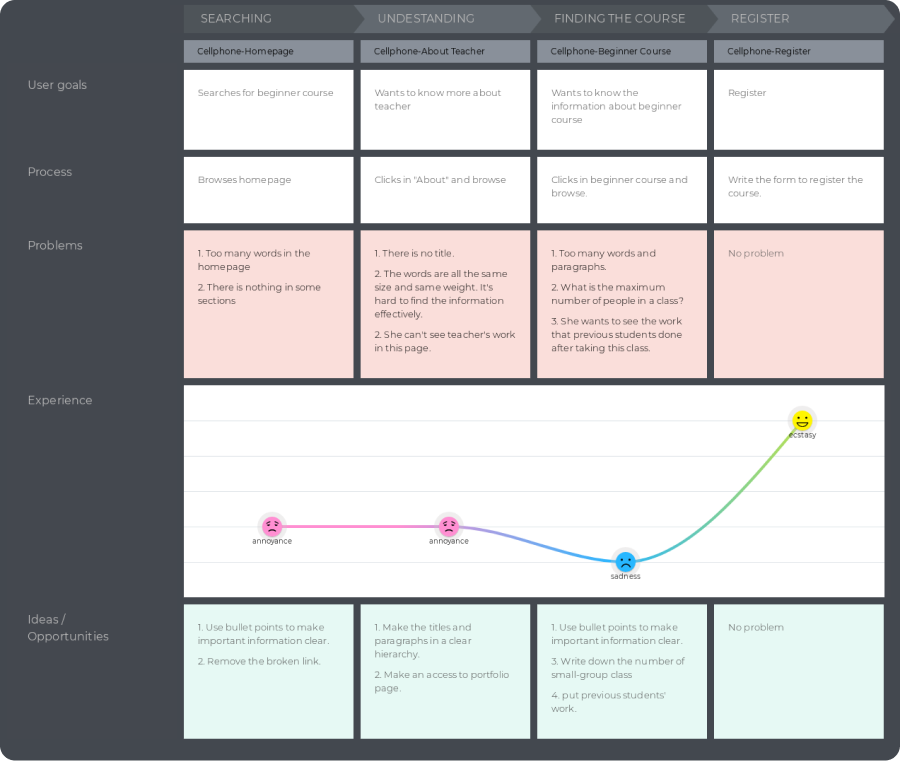 SEARCHING
UNDESTANDING
FINDING THE COURSE
REGISTER
Cellphone-Homepage
Cellphone-About Teacher
Cellphone-Beginner Course
Cellphone-Register
User goals
Searches for beginner course
Wants to know more about
teacher
Wants to know the
information about beginner
course
Register
Process
Browses homepage
Clicks in "About" and browse
Clicks in beginner course and
browse.
Write the form to register the
course.
Problems
1. Too many words in the
homepage
2. There is nothing in some
sections
1. There is no title.
2. The words are all the same
size and same weight. It's
hard to find the information
effectively.
2. She can't see teacher's work
in this page.
1. Too many words and
paragraphs.
2. What is the maximum
number of people in a class?
3. She wants to see the work
that previous students done
after taking this class.
No problem
Experience
annoyance
annoyance
sadness
ecstasy
Ideas /
Opportunities
1. Use bullet points to make
important information clear.
2. Remove the broken link.
1. Make the titles and
paragraphs in a clear
hierarchy.
2. Make an access to portfolio
page.
1. Use bullet points to make
important information clear.
3. Write down the number of
small-group class
4. put previous students'
work.
No problem